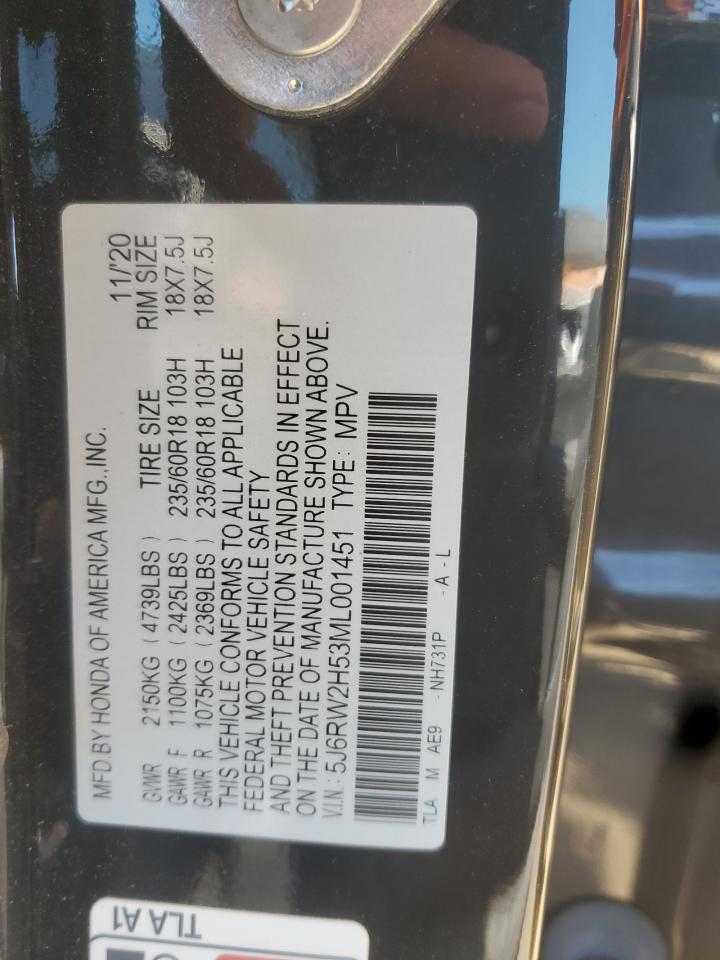 MFD.BY HONDA OF AMERICA MFG.,INC. 11/'20
GVWR 2150KG (4739LBS) TIRE SIZE RIM SIZE
GAWR F 1100KG (2425LBS) 235/60R18 103H 18X7.5J
GAWR R 1075KG (2369LBS) 235/60R18 103H 18X7.5J
THIS VEHICLE CONFORMS TO ALL APPLICABLE
FEDERAL MOTOR VEHICLE SAFETY
AND THEFT PREVENTION STANDARDS IN EFFECT
ON THE DATE OF MANUFACTURE SHOWN ABOVE.
V.I.N.: 5J6RW2H53ML001451 TYPE: MPV
TLA M AE9 -NH731P -A-L
TLA A1